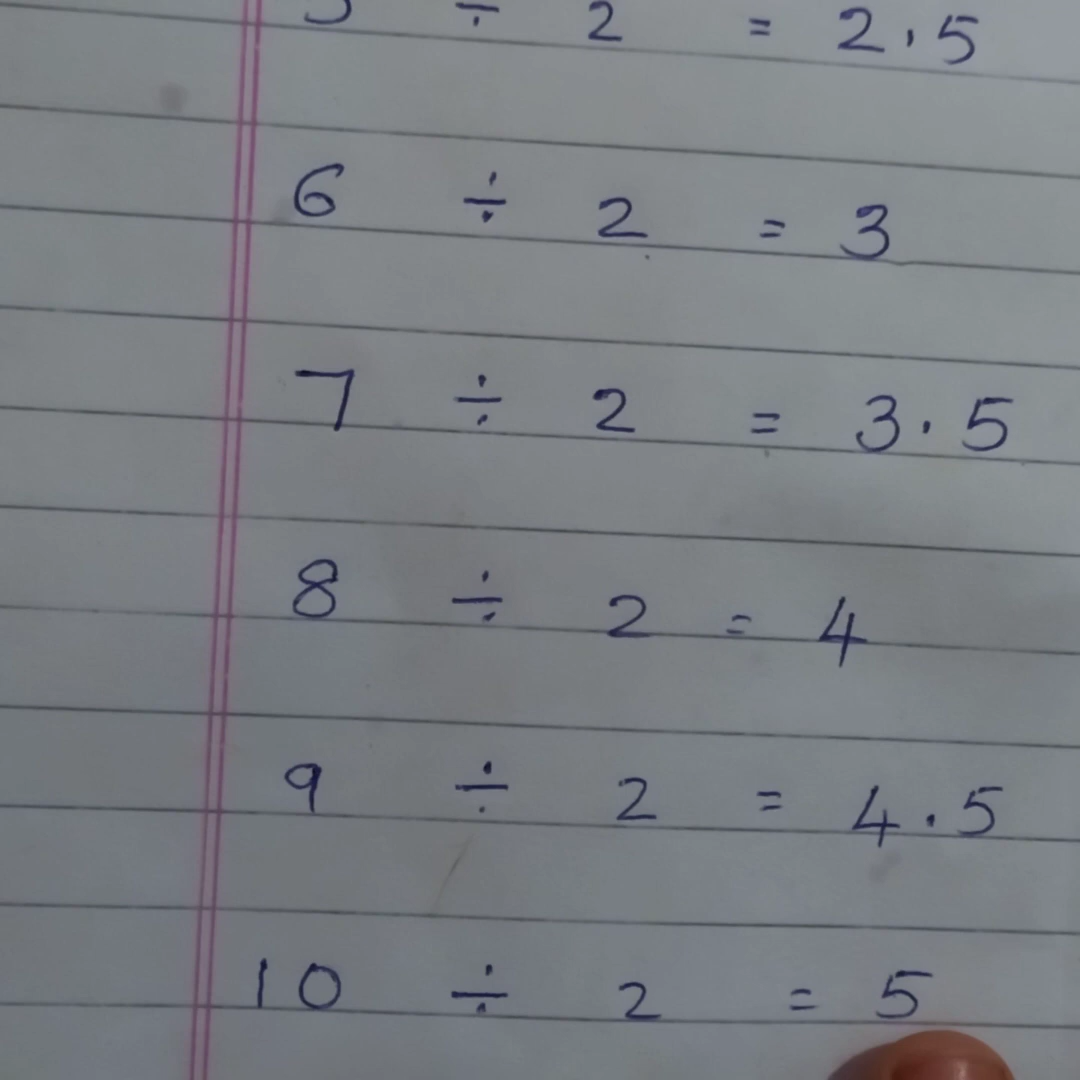 5 ÷ 2 = 2.5
6 ÷ 2 = 3
7 ÷ 2 = 3.5
8 ÷ 2 = 4
9 ÷ 2 = 4.5
10 ÷ 2 = 5